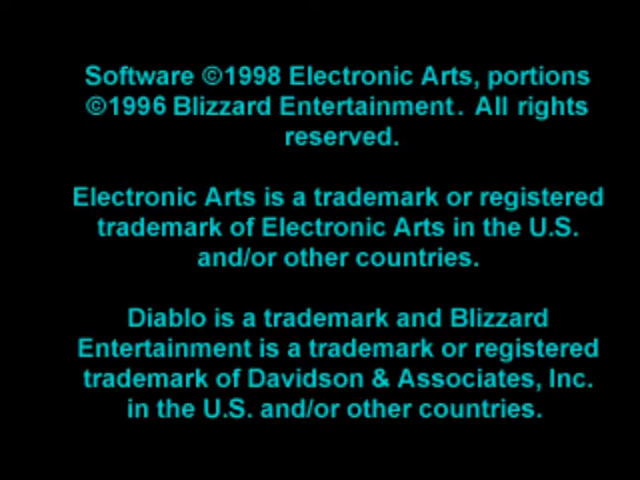 Software ©1998 Electronic Arts, portions
©1996 Blizzard Entertainment. All rights
reserved.
Electronic Arts is a trademark or registered
trademark of Electronic Arts in the U.S.
and/or other countries.
Diablo is a trademark and Blizzard
Entertainment is a trademark or registered
trademark of Davidson & Associates, Inc.
in the U.S. and/or other countries.